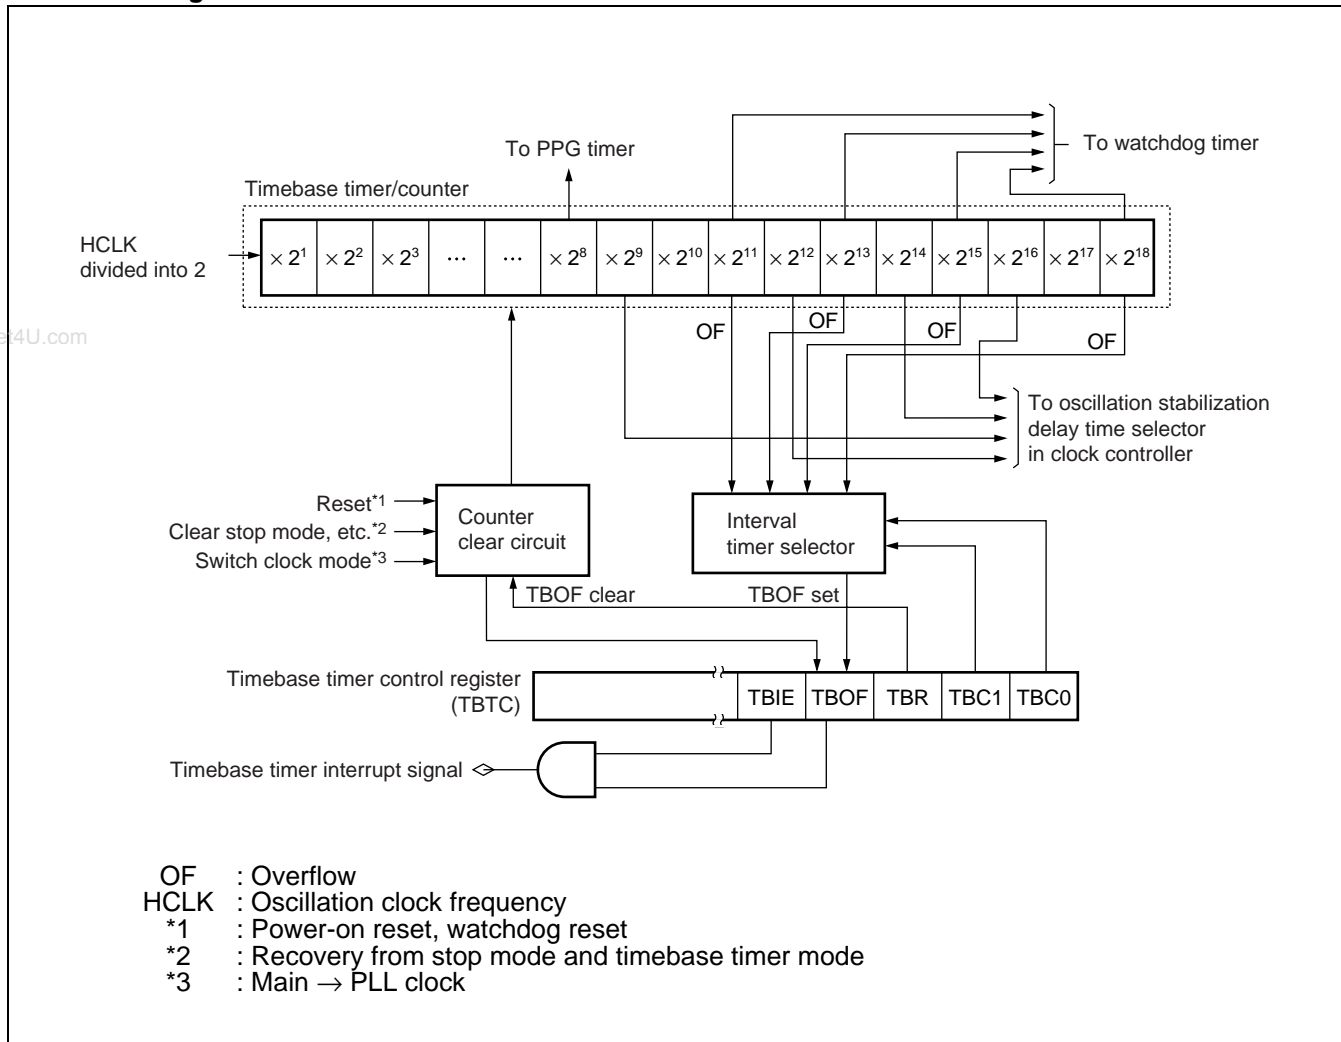 To PPG timer
To watchdog timer
Timebase timer/counter
HCLK
divided into 2
× 2¹ × 2² × 2³ ... ... × 2⁸ × 2⁹ × 2¹⁰ × 2¹¹ × 2¹² × 2¹³ × 2¹⁴ × 2¹⁵ × 2¹⁶ × 2¹⁷ × 2¹⁸
OF OF OF OF
et4U.com
To oscillation stabilization
delay time selector
in clock controller
Reset*1
Clear stop mode, etc.*2
Switch clock mode*3
Counter
clear circuit
Interval
timer selector
TBOF clear
TBOF set
Timebase timer control register
(TBTC)
TBIE TBOF TBR TBC1 TBC0
Timebase timer interrupt signal
OF : Overflow
HCLK : Oscillation clock frequency
*1 : Power-on reset, watchdog reset
*2 : Recovery from stop mode and timebase timer mode
*3 : Main → PLL clock